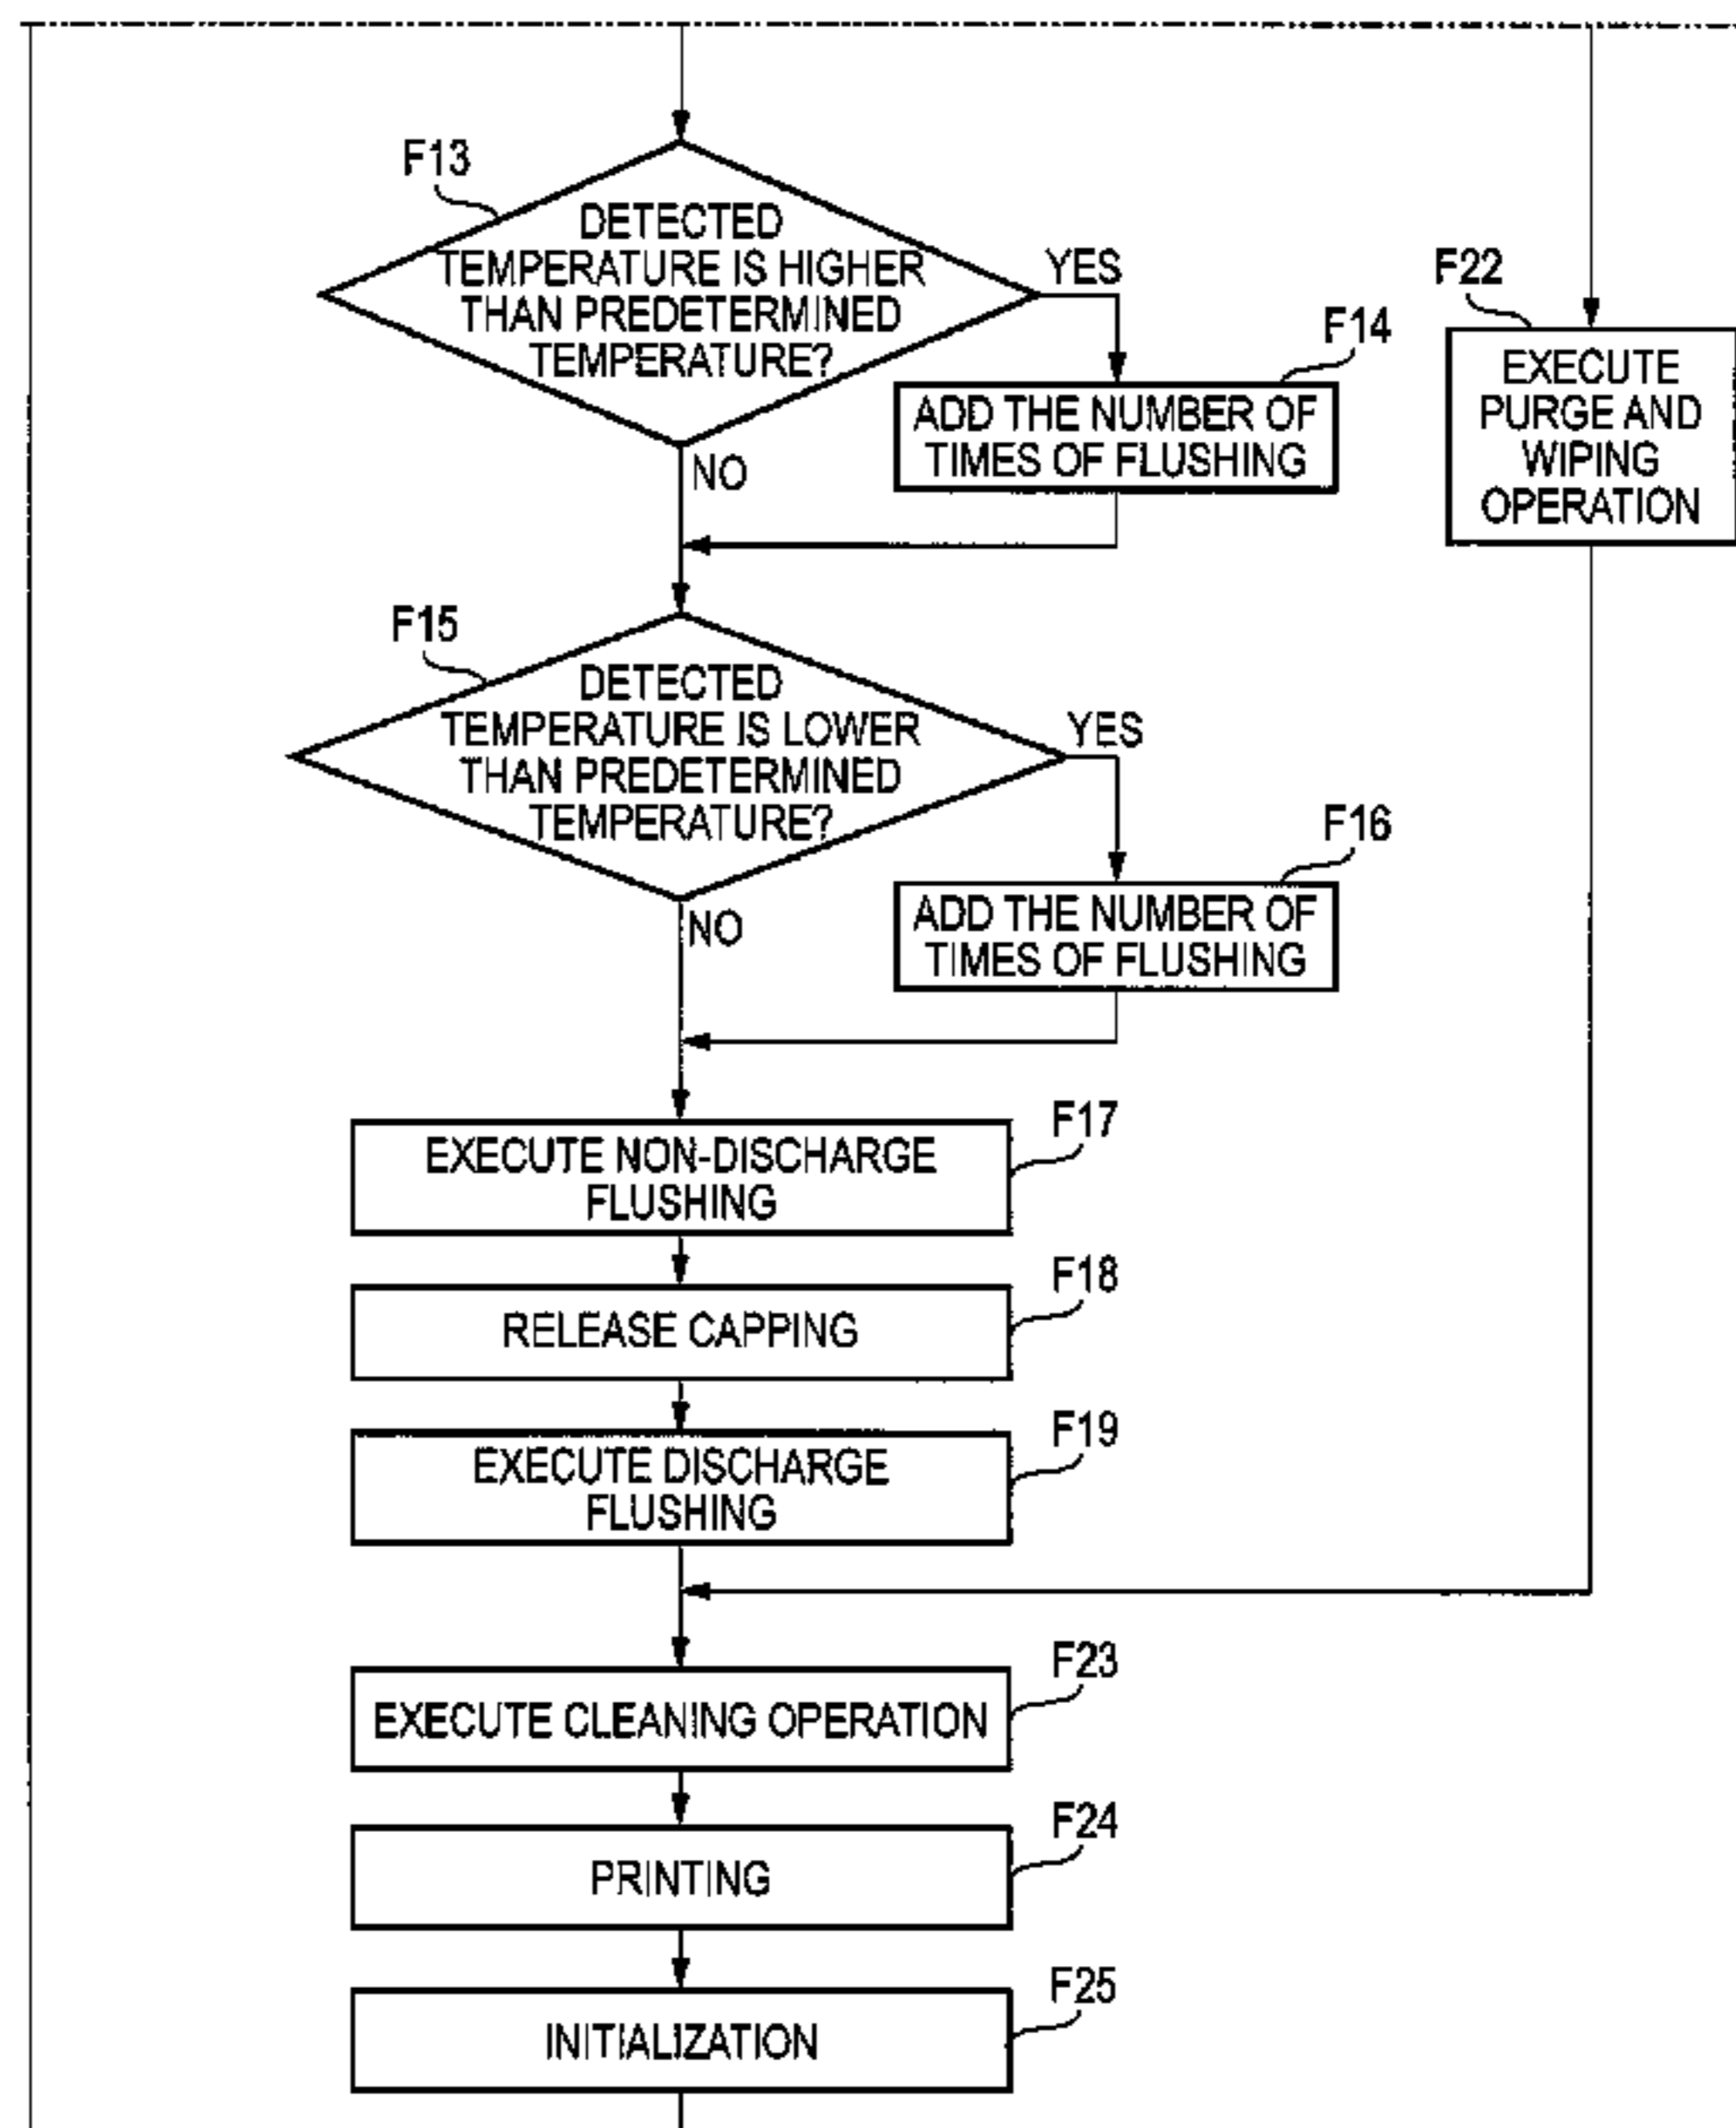 F13
DETECTED
TEMPERATURE IS HIGHER
THAN PREDETERMINED
TEMPERATURE?
YES
NO
F14
ADD THE NUMBER OF
TIMES OF FLUSHING
F22
EXECUTE
PURGE AND
WIPING
OPERATION
F15
DETECTED
TEMPERATURE IS LOWER
THAN PREDETERMINED
TEMPERATURE?
YES
NO
F16
ADD THE NUMBER OF
TIMES OF FLUSHING
F17
EXECUTE NON-DISCHARGE
FLUSHING
F18
RELEASE CAPPING
F19
EXECUTE DISCHARGE
FLUSHING
F23
EXECUTE CLEANING OPERATION
F24
PRINTING
F25
INITIALIZATION